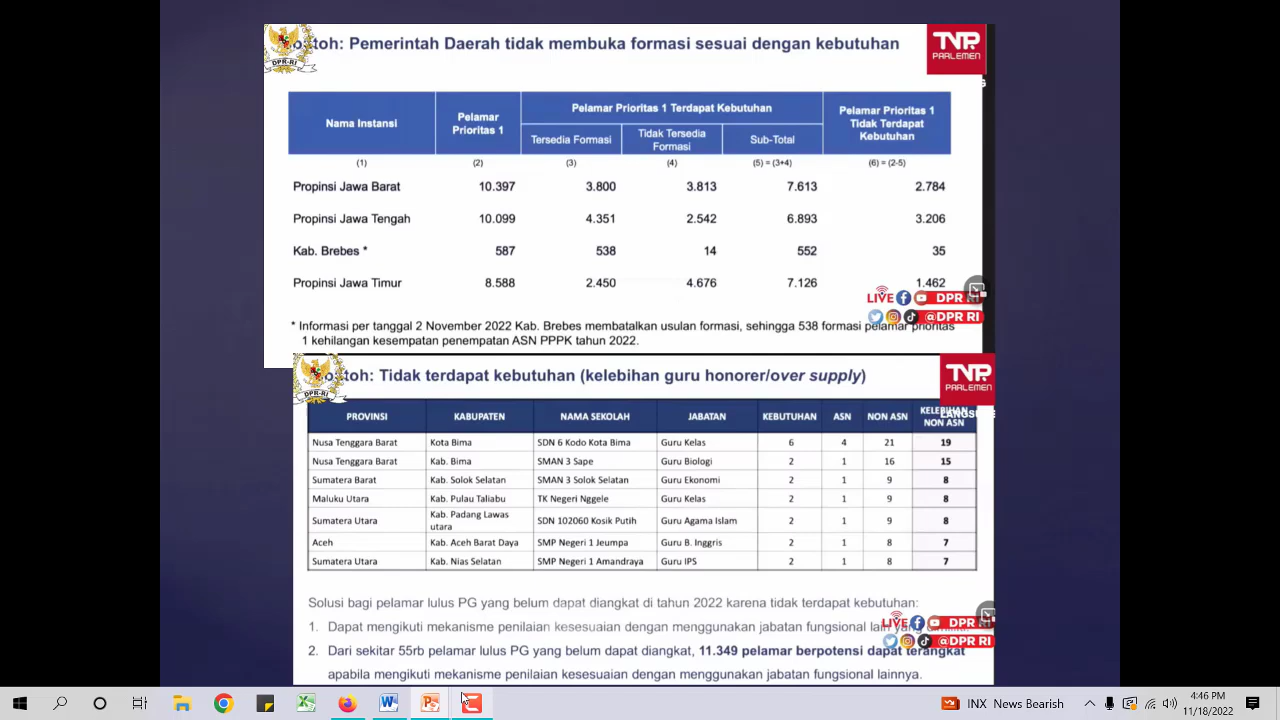 toh: Pemerintah Daerah tidak membuka formasi sesuai dengan kebutuhan
DPR-RI
TVP
PARLEMEN
G
Nama Instansi
Pelamar Prioritas 1
Pelamar Prioritas 1 Terdapat Kebutuhan
Pelamar Prioritas 1 Tidak Terdapat Kebutuhan
Tersedia Formasi
Tidak Tersedia Formasi
Sub-Total
(1) (2) (3) (4) (5) = (3+4) (6) = (2-5)
Propinsi Jawa Barat 10.397 3.800 3.813 7.613 2.784
Propinsi Jawa Tengah 10.099 4.351 2.542 6.893 3.206
Kab. Brebes * 587 538 14 552 35
Propinsi Jawa Timur 8.588 2.450 4.676 7.126 1.462
LIVE DPR RI
@DPR RI
* Informasi per tanggal 2 November 2022 Kab. Brebes membatalkan usulan formasi, sehingga 538 formasi pelamar prioritas
1 kehilangan kesempatan penempatan ASN PPPK tahun 2022.
toh: Tidak terdapat kebutuhan (kelebihan guru honorer/over supply)
DPR-RI
TVP
PARLEMEN
LANGSUNG
PROVINSI KABUPATEN NAMA SEKOLAH JABATAN KEBUTUHAN ASN NON ASN KELEBIHAN NON ASN
Nusa Tenggara Barat Kota Bima SDN 6 Kodo Kota Bima Guru Kelas 6 4 21 19
Nusa Tenggara Barat Kab. Bima SMAN 3 Sape Guru Biologi 2 1 16 15
Sumatera Barat Kab. Solok Selatan SMAN 3 Solok Selatan Guru Ekonomi 2 1 9 8
Maluku Utara Kab. Pulau Taliabu TK Negeri Nggele Guru Kelas 2 1 9 8
Sumatera Utara Kab. Padang Lawas utara SDN 102060 Kosik Putih Guru Agama Islam 2 1 9 8
Aceh Kab. Aceh Barat Daya SMP Negeri 1 Jeumpa Guru B. Inggris 2 1 8 7
Sumatera Utara Kab. Nias Selatan SMP Negeri 1 Amandraya Guru IPS 2 1 8 7
Solusi bagi pelamar lulus PG yang belum dapat diangkat di tahun 2022 karena tidak terdapat kebutuhan:
1. Dapat mengikuti mekanisme penilaian kesesuaian dengan menggunakan jabatan fungsional lain yang
LIVE DPR RI
@DPR RI
2. Dari sekitar 55rb pelamar lulus PG yang belum dapat diangkat, 11.349 pelamar berpotensi dapat terangkat
apabila mengikuti mekanisme penilaian kesesuaian dengan menggunakan jabatan fungsional lainnya.